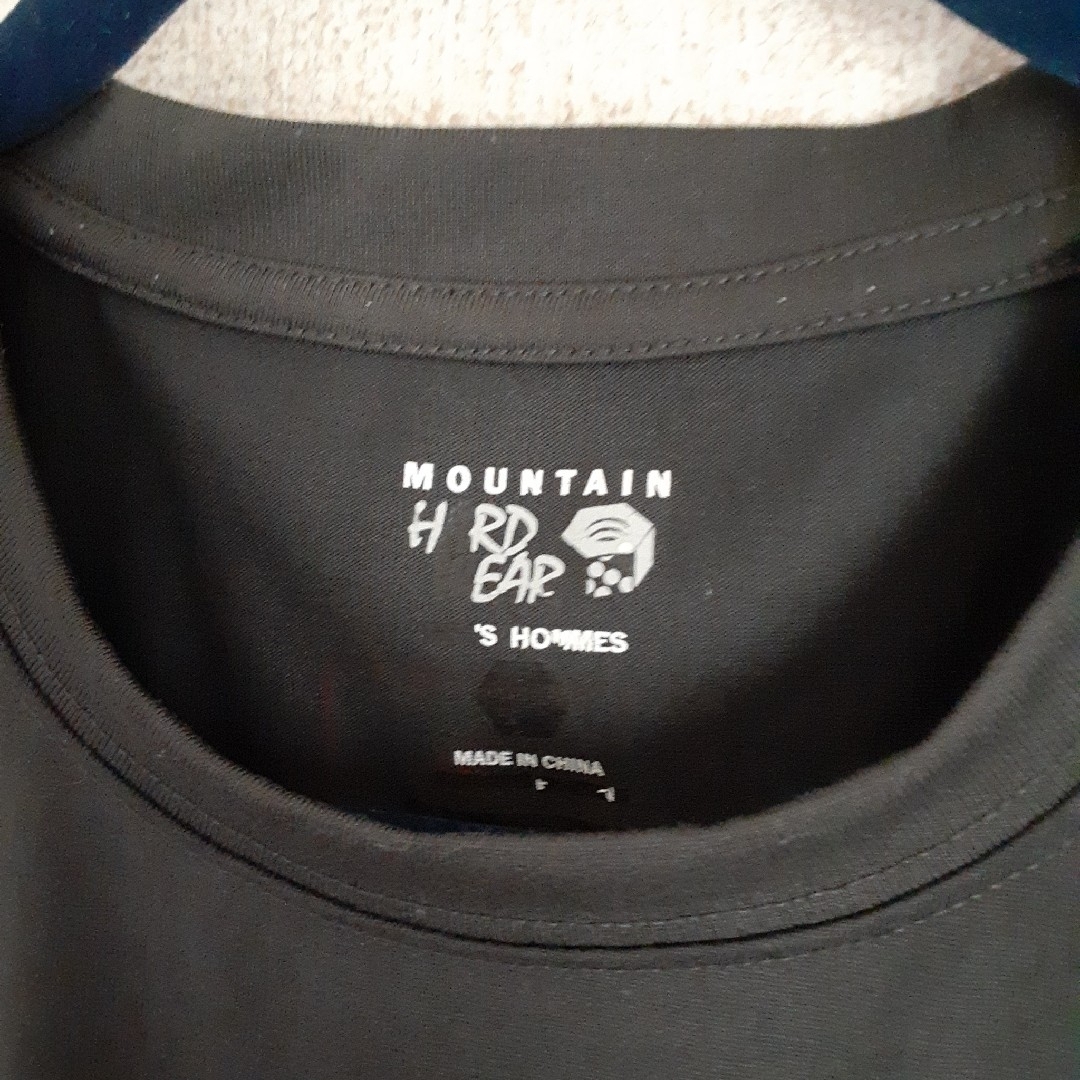 MOUNTAIN
H RD
EAR
'S HOMMES
MADE IN CHINA